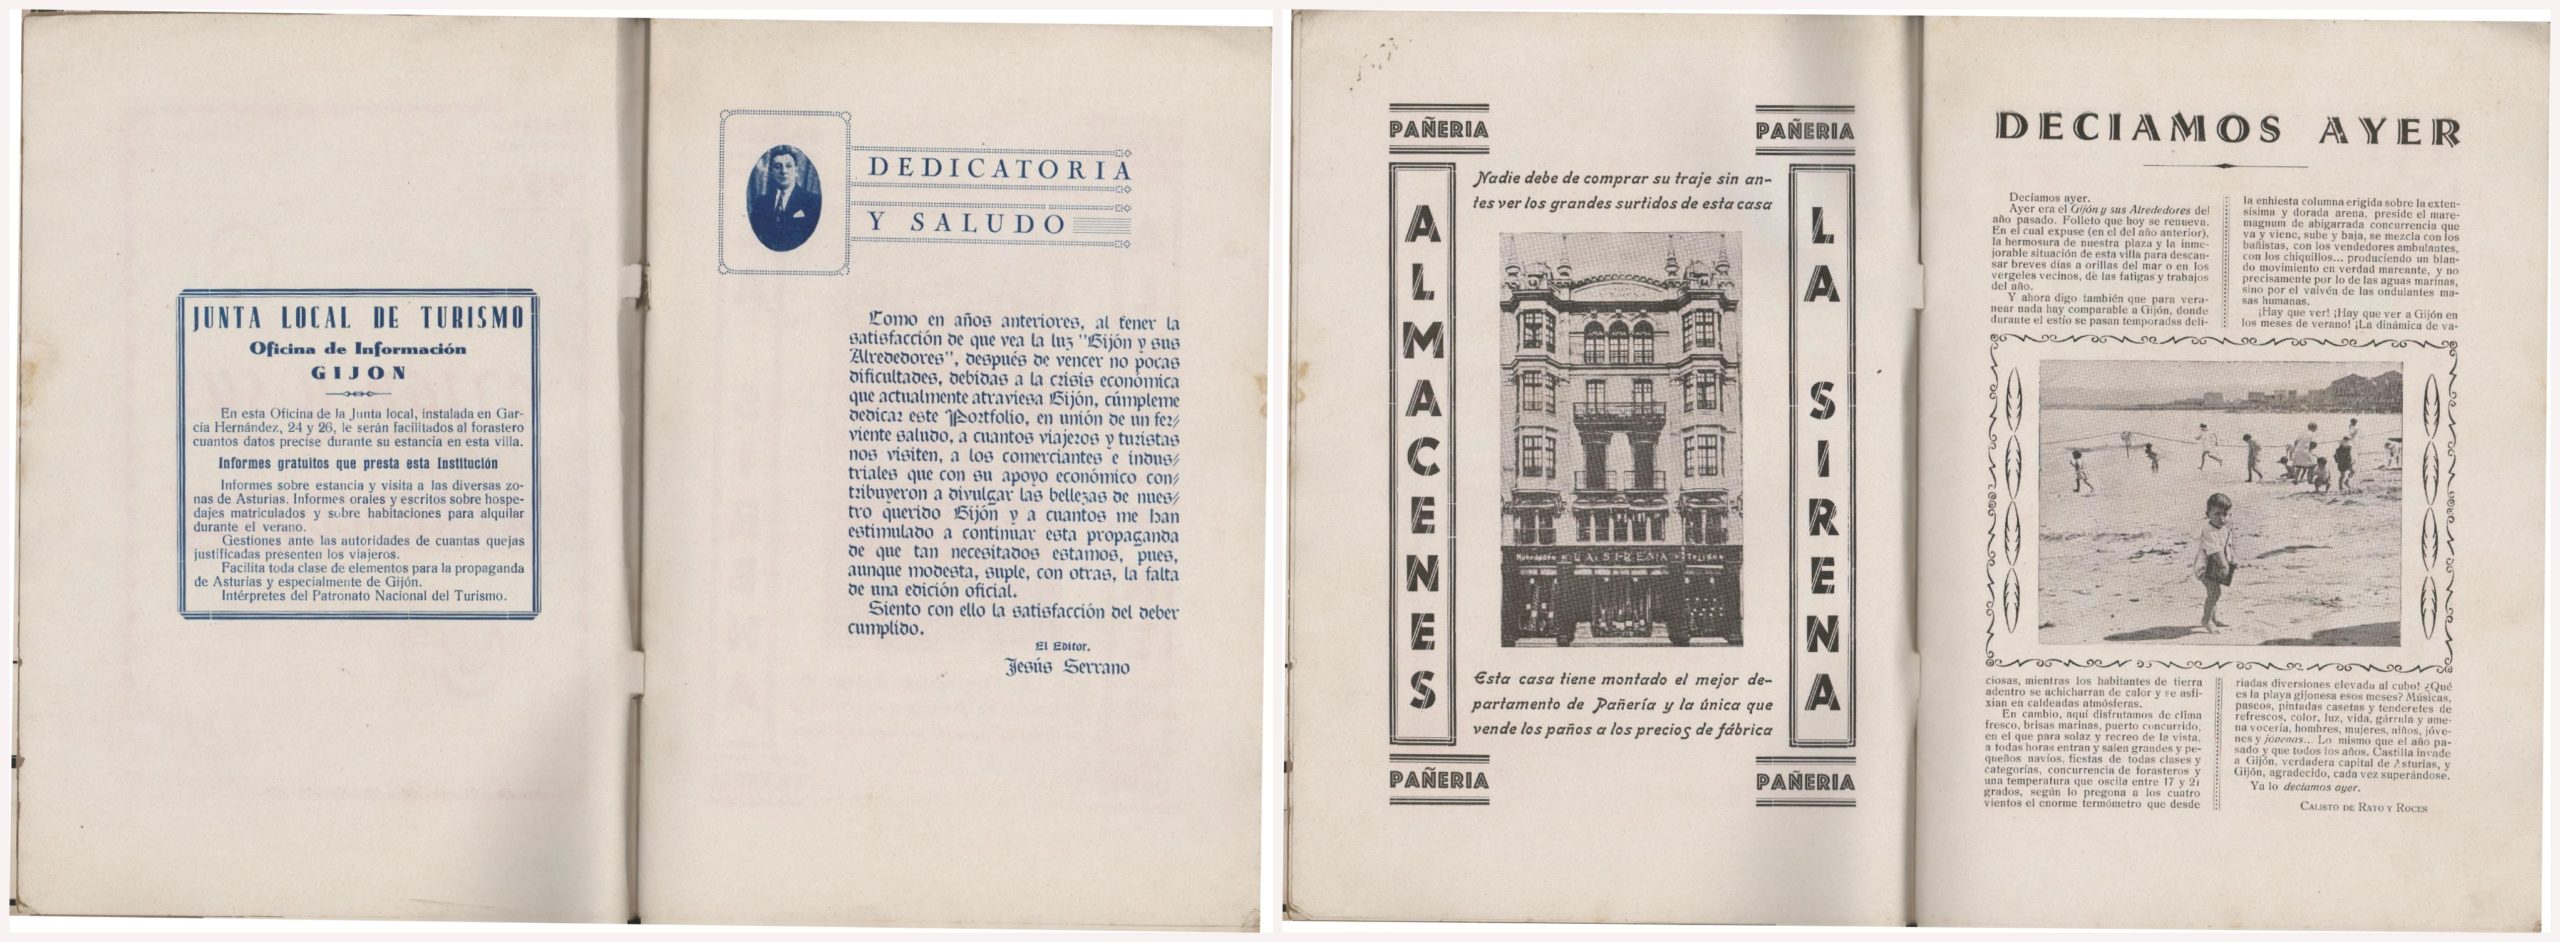 JUNTA LOCAL DE TURISMO
Oficina de Información
GIJON
En esta Oficina de la Junta local, instalada en Gar-
cía Hernández, 24 y 26, le serán facilitados al forastero
cuantos datos precise durante su estancia en esta villa.
Informes gratuitos que presta esta Institución
Informes sobre estancia y visita a las diversas zo-
nas de Asturias. Informes orales y escritos sobre hospe-
dajes matriculados y sobre habitaciones para alquilar
durante el verano.
Gestiones ante las autoridades de cuantas quejas
justificadas presenten los viajeros.
Facilita toda clase de elementos para la propaganda
de Asturias y especialmente de Gijón.
Intérpretes del Patronato Nacional del Turismo.
DEDICATORIA
Y SALUDO
Como en años anteriores, al tener la
satisfacción de que vea la luz "Gijón y sus
Alrededores", después de vencer no pocas
dificultades, debidas a la crisis económica
que actualmente atraviesa Gijón, cúmpleme
dedicar este Portfolio, en unión de un fer-
viente saludo, a cuantos viajeros y turistas
nos visiten, a los comerciantes e indus-
triales que con su apoyo económico con-
tribuyeron a divulgar las bellezas de nues-
tro querido Gijón y a cuantos me han
estimulado a continuar esta propaganda
de que tan necesitados estamos, pues,
aunque modesta, suple, con otras, la falta
de una edición oficial.
Siento con ello la satisfacción del deber
cumplido.
El Editor,
Jesús Serrano
PAÑERIA
PAÑERIA
ALMACENES
LA SIRENA
Nadie debe de comprar su traje sin an-
tes ver los grandes surtidos de esta casa
Novedades LA SIRENA Tejidos
Esta casa tiene montado el mejor de-
partamento de Pañería y la única que
vende los paños a los precios de fábrica
PAÑERIA
PAÑERIA
DECIAMOS AYER
Decíamos ayer.
Ayer era el Gijón y sus Alrededores del
año pasado. Folleto que hoy se renueva.
En el cual expuse (en el del año anterior),
la hermosura de nuestra plaza y la inme-
jorable situación de esta villa para descan-
sar breves días a orillas del mar o en los
vergeles vecinos, de las fatigas y trabajos
del año.
Y ahora digo también que para vera-
near nada hay comparable a Gijón, donde
durante el estío se pasan temporadss deli-
ciosas, mientras los habitantes de tierra
adentro se achicharran de calor y se asfi-
xian en caldeadas atmósferas.
En cambio, aquí disfrutamos de clima
fresco, brisas marinas, puerto concurrido,
en el que para solaz y recreo de la vista,
a todas horas entran y salen grandes y pe-
queños navíos, fiestas de todas clases y
categorías, concurrencia de forasteros y
una temperatura que oscila entre 17 y 21
grados, según lo pregona a los cuatro
vientos el enorme termómetro que desde
la enhiesta columna erigida sobre la exten-
sísima y dorada arena, preside el mare-
magnum de abigarrada concurrencia que
va y viene, sube y baja, se mezcla con los
bañistas, con los vendedores ambulantes,
con los chiquillos... produciendo un blan-
do movimiento en verdad mareante, y no
precisamente por lo de las aguas marinas,
sino por el vaivén de las ondulantes ma-
sas humanas.
¡Hay que ver! ¡Hay que ver a Gijón en
los meses de verano! ¡La dinámica de va-
riadas diversiones elevada al cubo! ¿Qué
es la playa gijonesa esos meses? Músicas,
paseos, pintadas casetas y tenderetes de
refrescos, color, luz, vida, gárrula y ame-
na vocería, hombres, mujeres, niños, jóve-
nes y jóvenas... Lo mismo que el año pa-
sado y que todos los años. Castilla invade
a Gijón, verdadera capital de Asturias, y
Gijón, agradecido, cada vez superándose.
Ya lo decíamos ayer.
CALISTO DE RATO Y ROCES